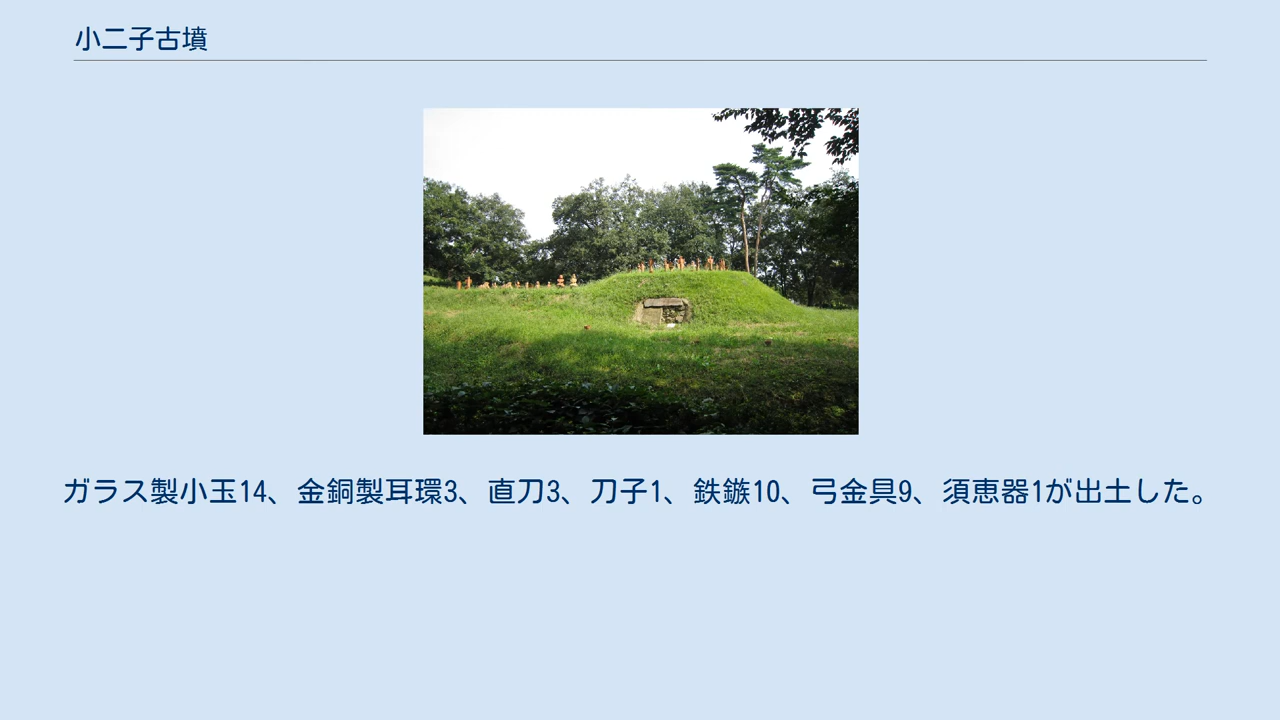 小二子古墳
ガラス製小玉14、金銅製耳環3、直刀3、刀子1、鉄鏃10、弓金具9、須恵器1が出土した。